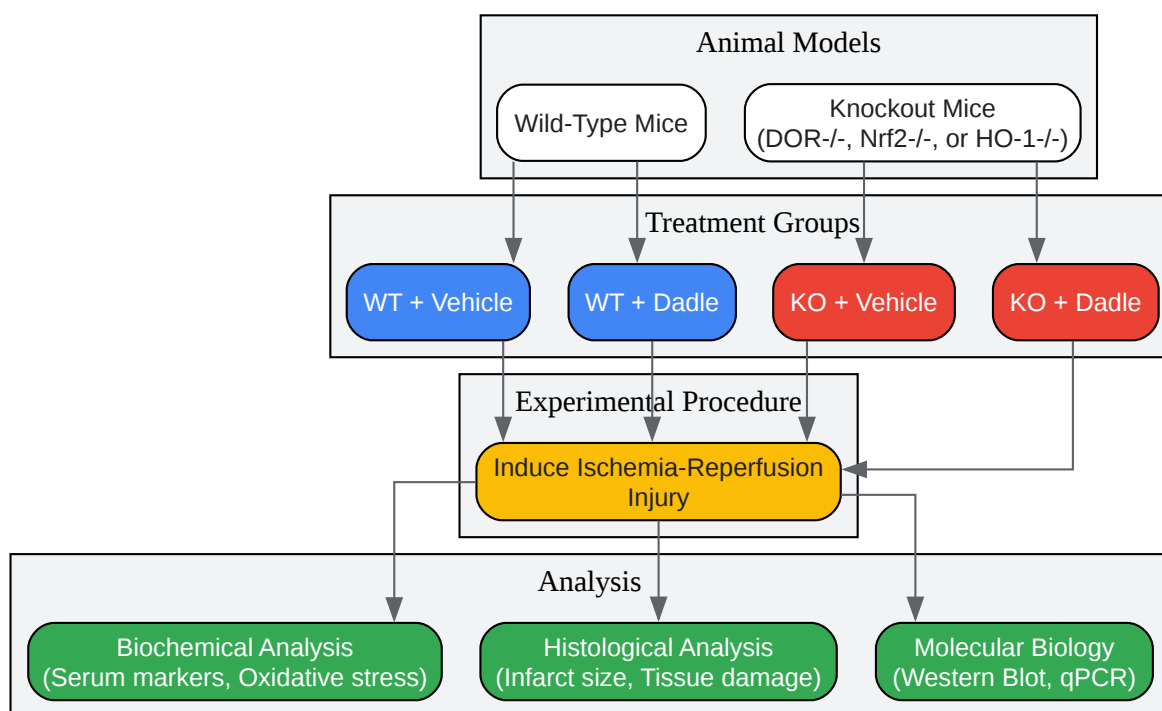 Animal Models
Wild-Type Mice
Knockout Mice
(DOR-/-, Nrf2-/-, or HO-1-/-)
Treatment Groups
WT + Vehicle
WT + Dadle
KO + Vehicle
KO + Dadle
Experimental Procedure
Induce Ischemia-Reperfusion
Injury
Analysis
Biochemical Analysis
(Serum markers, Oxidative stress)
Histological Analysis
(Infarct size, Tissue damage)
Molecular Biology
(Western Blot, qPCR)